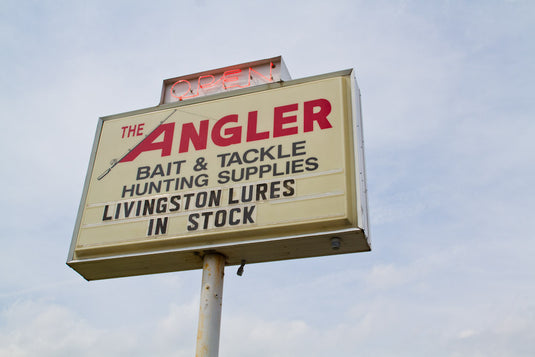 OPEN
THE ANGLER
BAIT & TACKLE
HUNTING SUPPLIES
LIVINGSTON LURES
IN STOCK